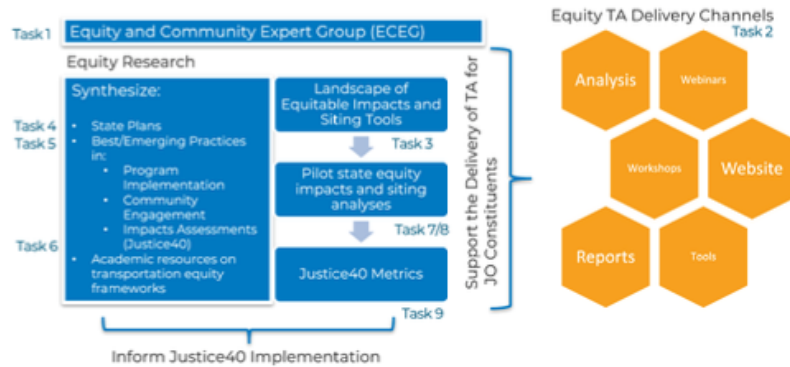 Equity TA Delivery Channels
Task 1
Equity and Community Expert Group (ECEG)
Task 2
Equity Research
Synthesize:
Task 4
• State Plans
Task 5
• Best/Emerging Practices
in:
• Program
Implementation
• Community
Engagement
• Impacts Assessments
(Justice40)
Task 6
• Academic resources on
transportation equity
frameworks
Landscape of
Equitable Impacts and
Siting Tools
Task 3
Pilot state equity
impacts and siting
analyses
Task 7/8
Justice40 Metrics
Task 9
Inform Justice40 Implementation
Support the Delivery of TA for
JO Constituents
Analysis
Webinars
Workshops
Website
Reports
Tools